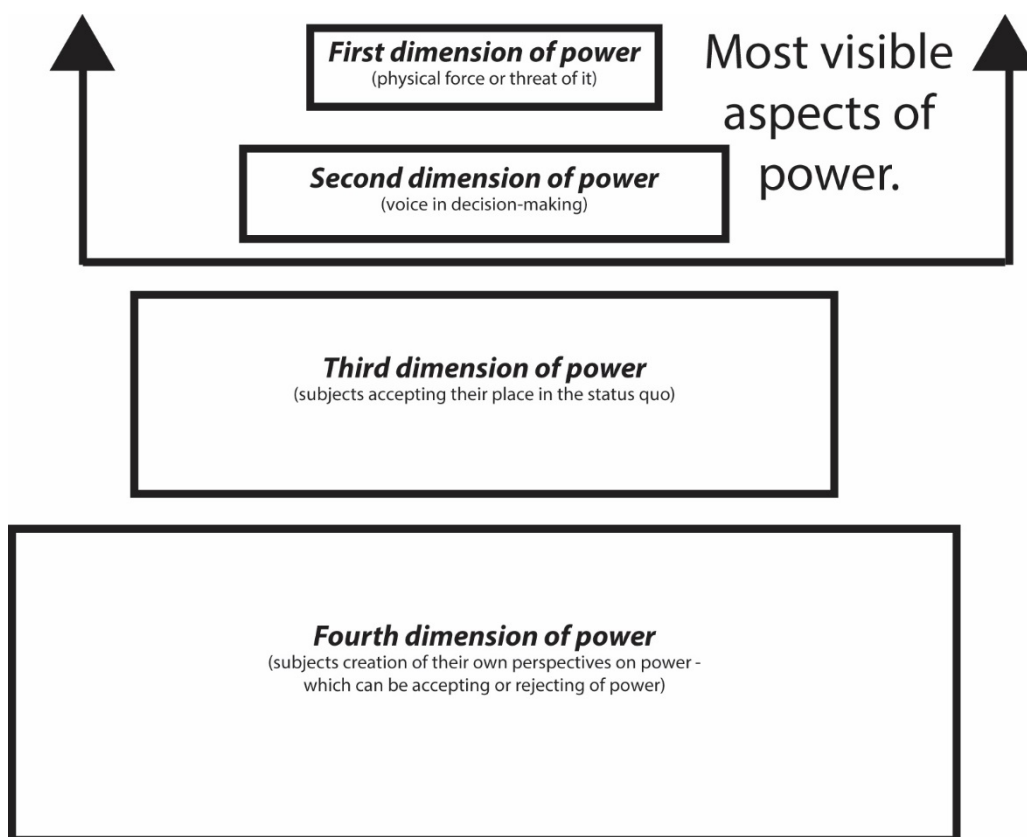 First dimension of power
(physical force or threat of it)
Most visible
aspects of
power.
Second dimension of power
(voice in decision-making)
Third dimension of power
(subjects accepting their place in the status quo)
Fourth dimension of power
(subjects creation of their own perspectives on power -
which can be accepting or rejecting of power)